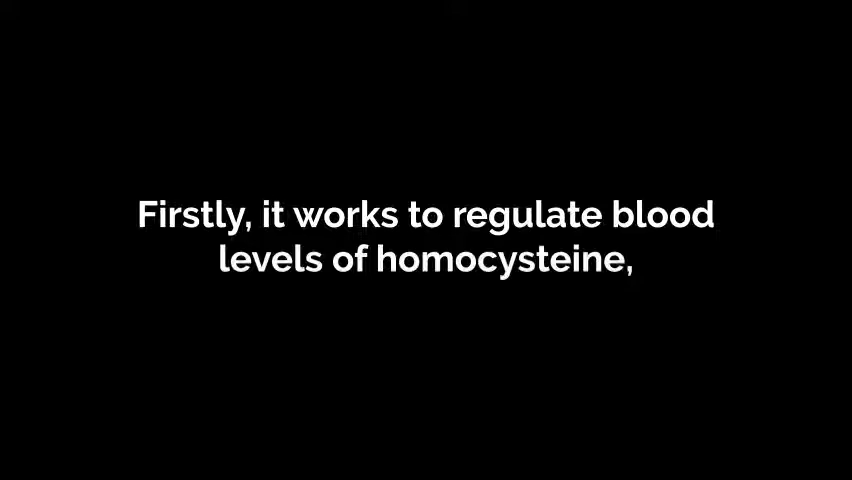 Firstly, it works to regulate blood
levels of homocysteine,